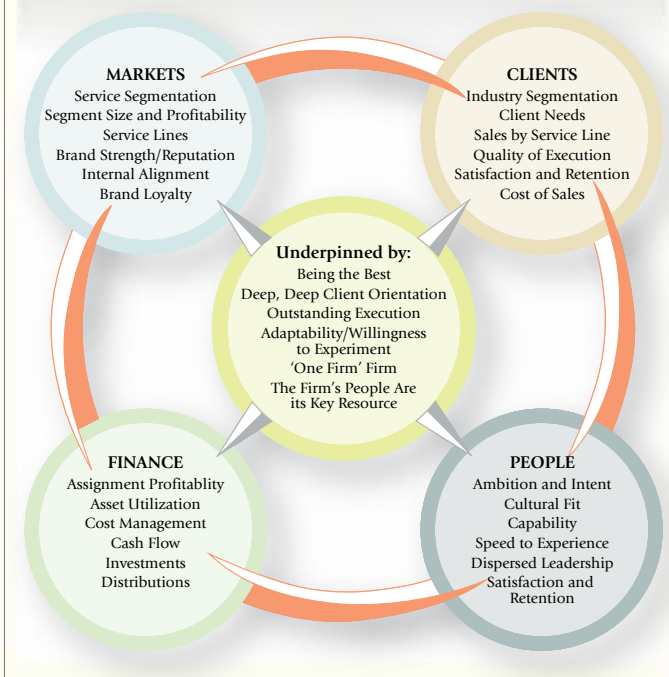 MARKETS
Service Segmentation
Segment Size and Profitability
Service Lines
Brand Strength/Reputation
Internal Alignment
Brand Loyalty
CLIENTS
Industry Segmentation
Client Needs
Sales by Service Line
Quality of Execution
Satisfaction and Retention
Cost of Sales
Underpinned by:
Being the Best
Deep, Deep Client Orientation
Outstanding Execution
Adaptability/Willingness
to Experiment
‘One Firm’ Firm
The Firm’s People Are
its Key Resource
FINANCE
Assignment Profitablity
Asset Utilization
Cost Management
Cash Flow
Investments
Distributions
PEOPLE
Ambition and Intent
Cultural Fit
Capability
Speed to Experience
Dispersed Leadership
Satisfaction and
Retention